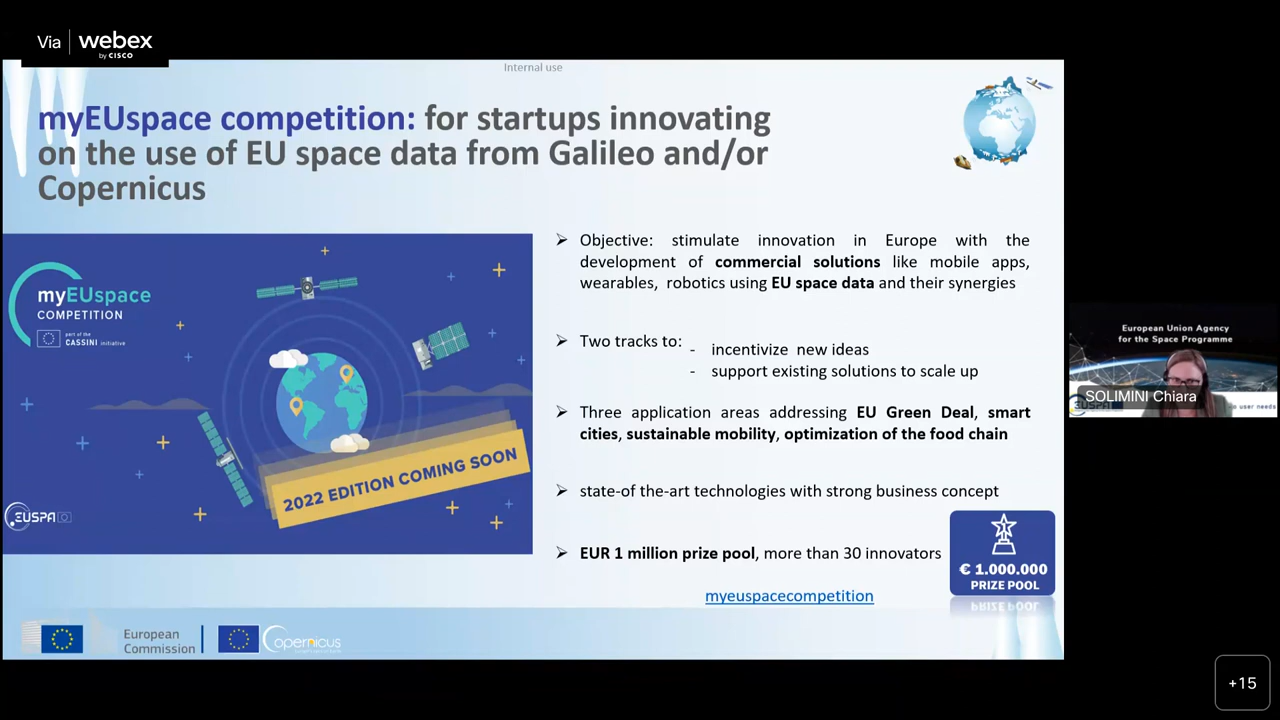 Via webex
by CISCO
Internal use
myEUspace competition: for startups innovating
on the use of EU space data from Galileo and/or
Copernicus
myEUspace
COMPETITION
part of the
CASSINI initiative
2022 EDITION COMING SOON
EUSPA
Objective: stimulate innovation in Europe with the
development of commercial solutions like mobile apps,
wearables, robotics using EU space data and their synergies
Two tracks to:
- incentivize new ideas
- support existing solutions to scale up
Three application areas addressing EU Green Deal, smart
cities, sustainable mobility, optimization of the food chain
state-of the-art technologies with strong business concept
EUR 1 million prize pool, more than 30 innovators
myeuspacecompetition
1
€ 1.000.000
PRIZE POOL
European
Commission
opernicus
European Union Agency
for the Space Programme
SOLIMINI Chiara
user needs
+15